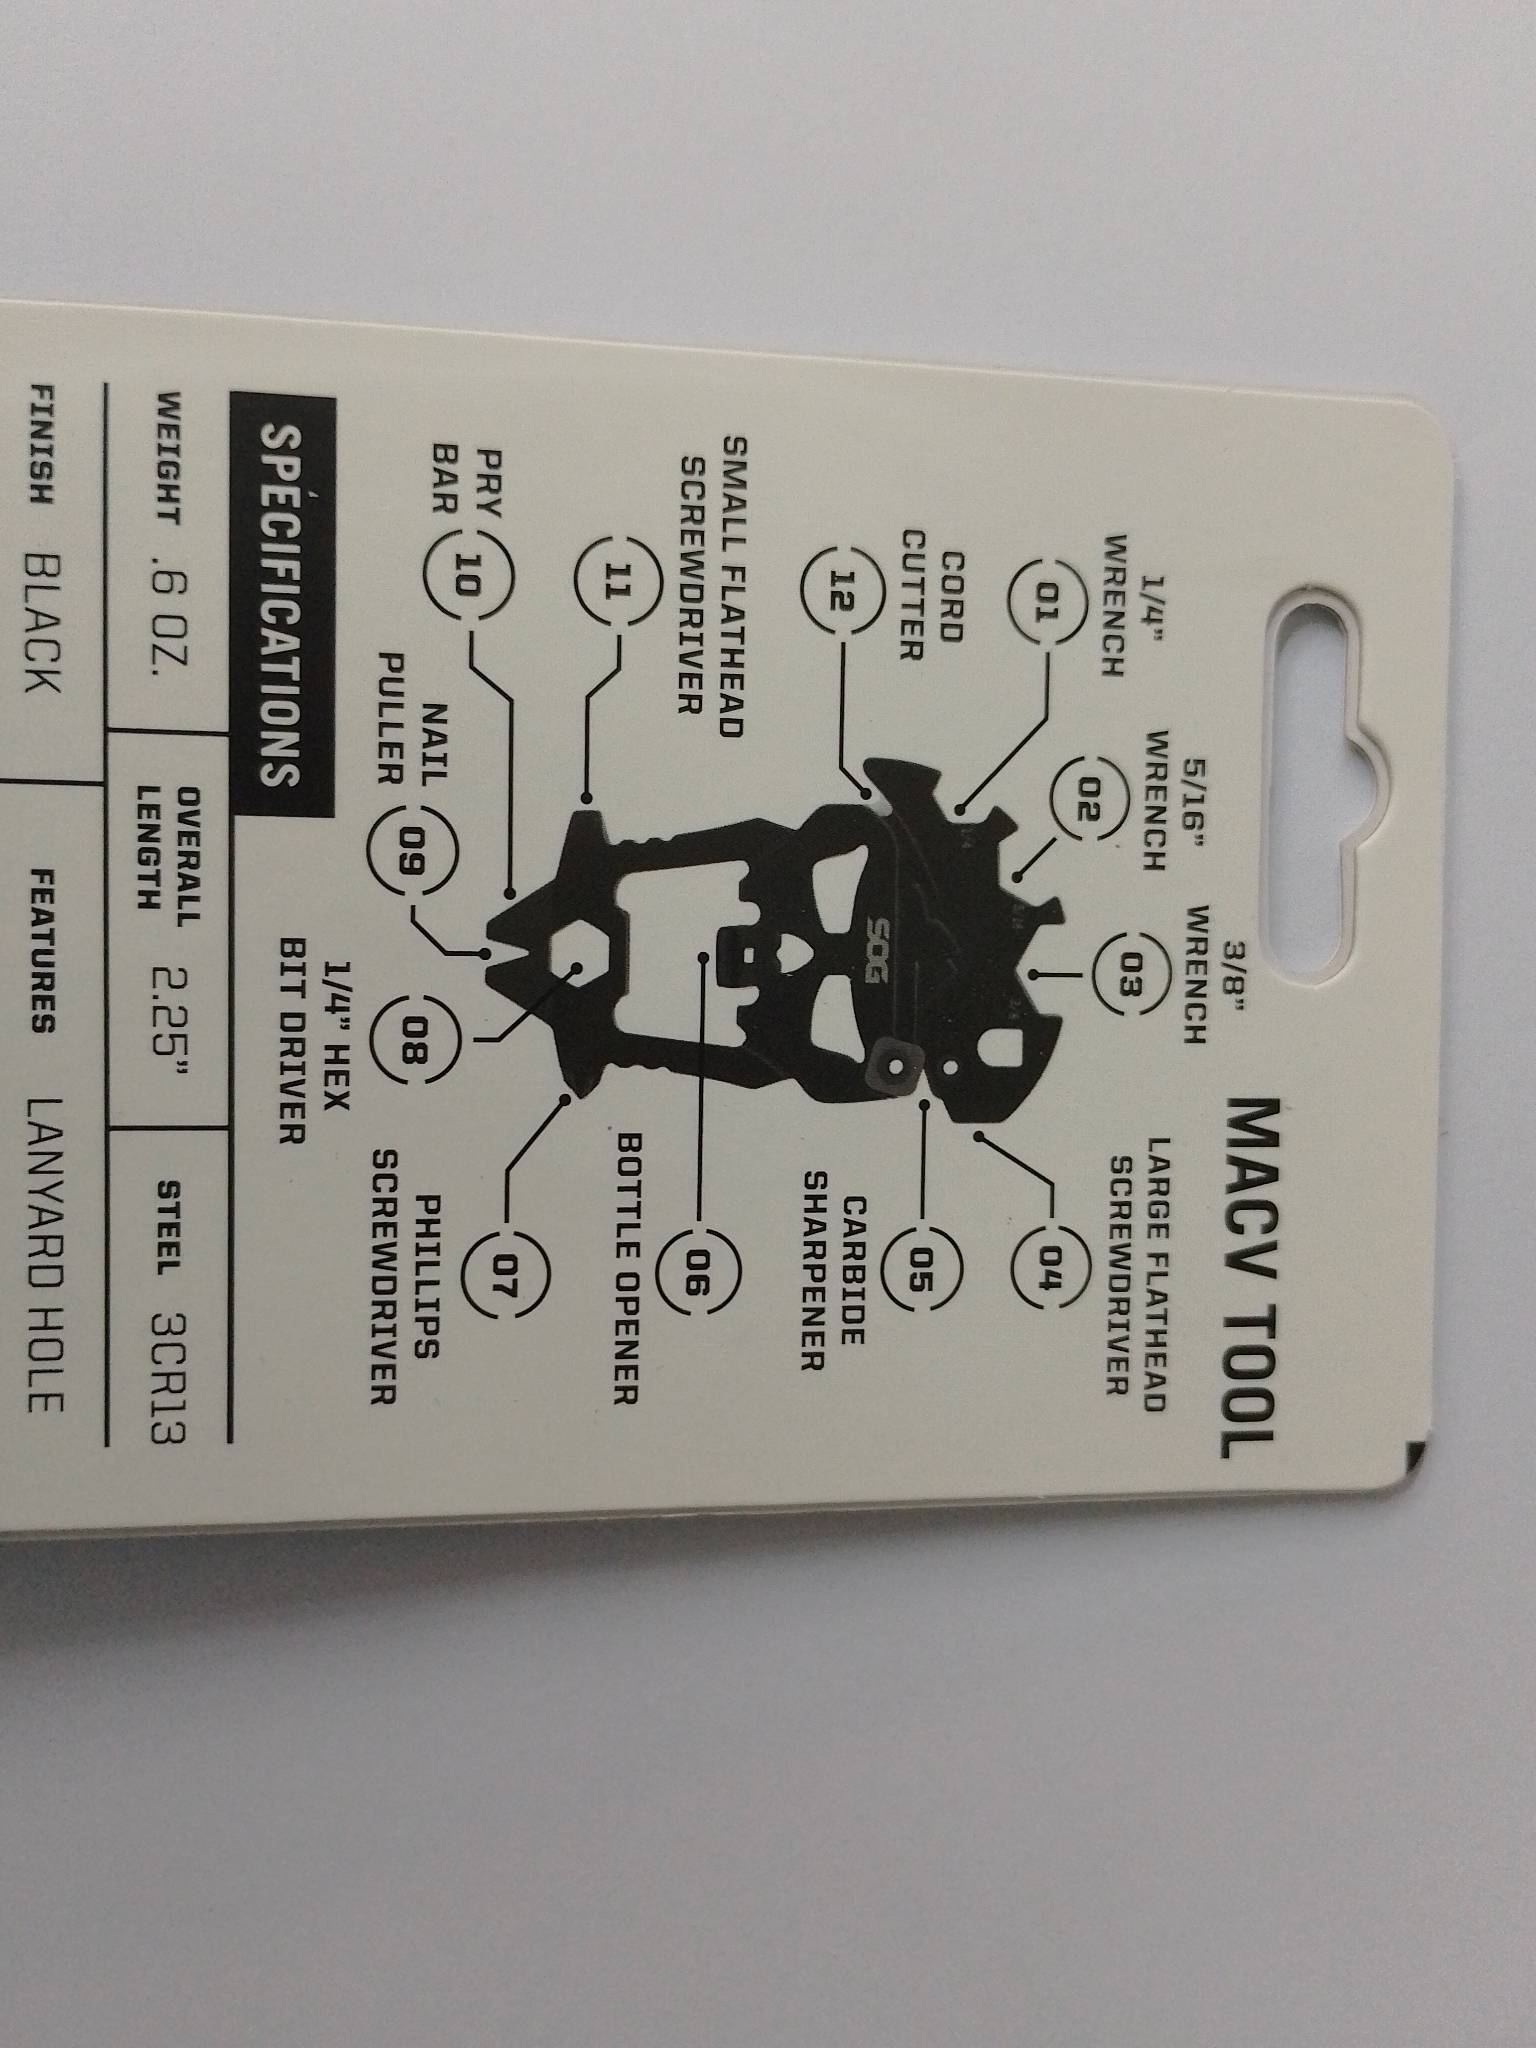 MACV TOOL
1/4"
WRENCH
01
5/16"
WRENCH
02
3/8"
WRENCH
03
LARGE FLATHEAD
SCREWDRIVER
04
CORD
CUTTER
12
CARBIDE
SHARPENER
05
SOG
SMALL FLATHEAD
SCREWDRIVER
11
BOTTLE OPENER
06
PRY
BAR
10
NAIL
PULLER
09
08
1/4" HEX
BIT DRIVER
PHILLIPS
SCREWDRIVER
07
SPÉCIFICATIONS
WEIGHT .6 OZ.
OVERALL
LENGTH 2.25"
STEEL 3CR13
FINISH BLACK
FEATURES LANYARD HOLE